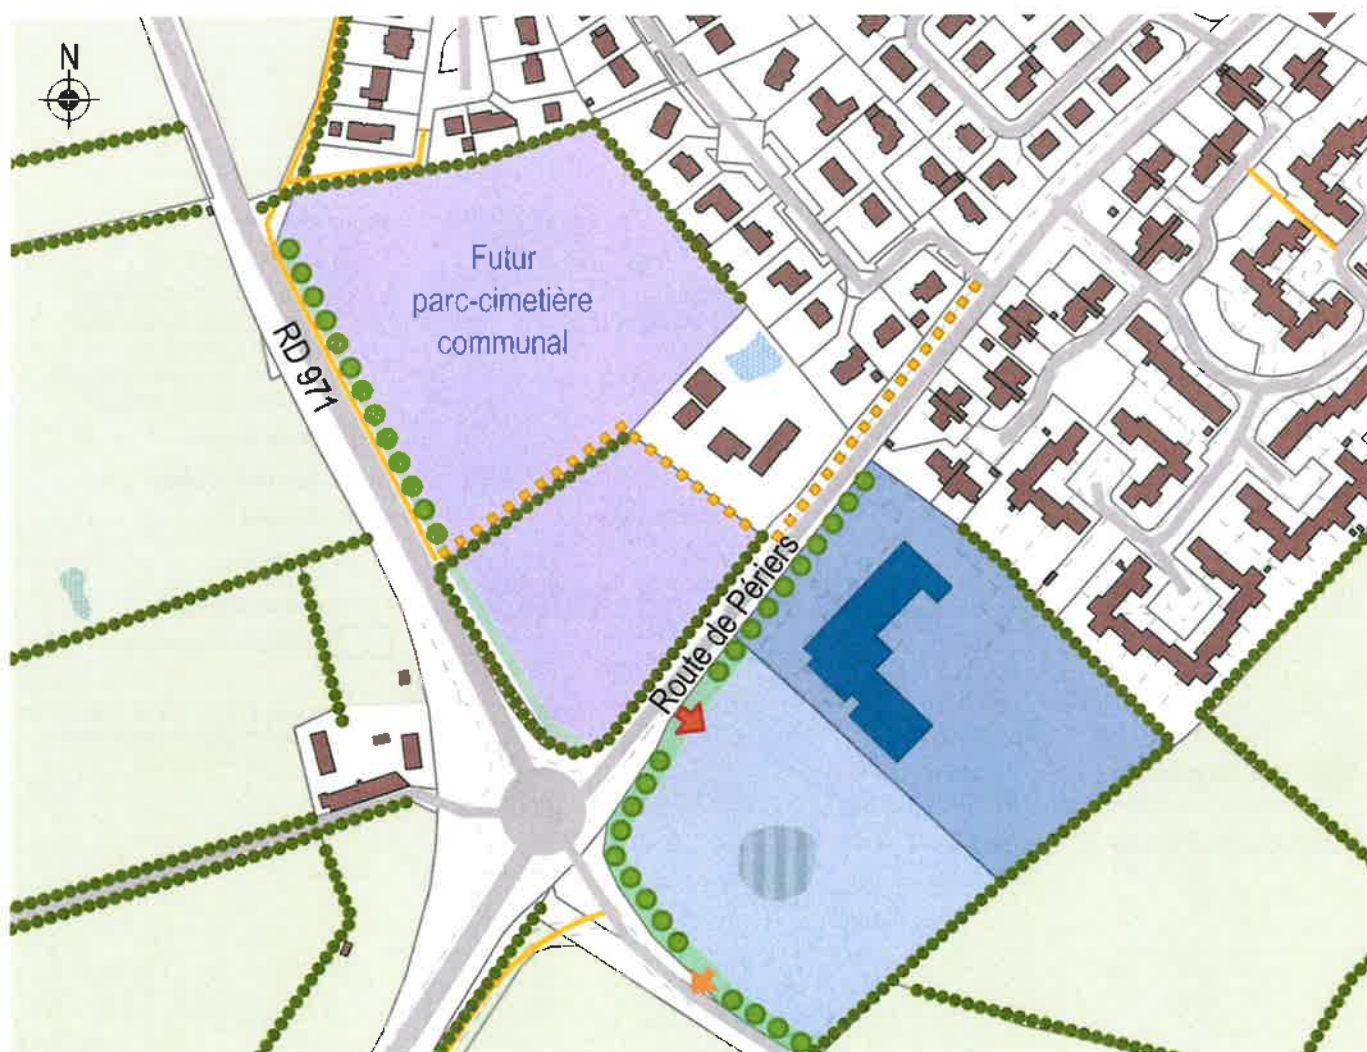 N
Futur
parc-cimetière
communal
RD 971
Route de Périers